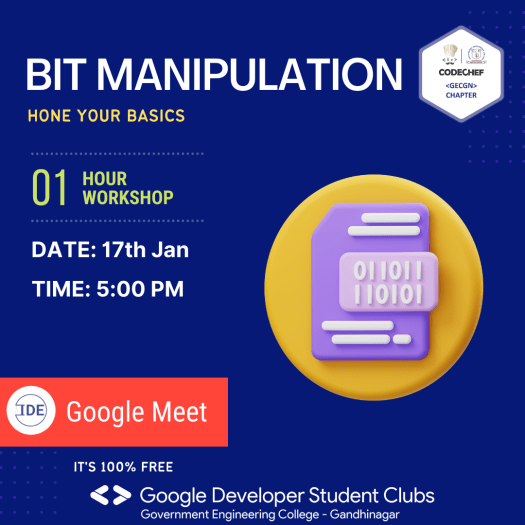 BIT MANIPULATION
CODECHEF
<GECGN>
CHAPTER
HONE YOUR BASICS
01 HOUR
WORKSHOP
DATE: 17th Jan
TIME: 5:00 PM
011011
110101
IDE Google Meet
IT'S 100% FREE
Google Developer Student Clubs
Government Engineering College - Gandhinagar